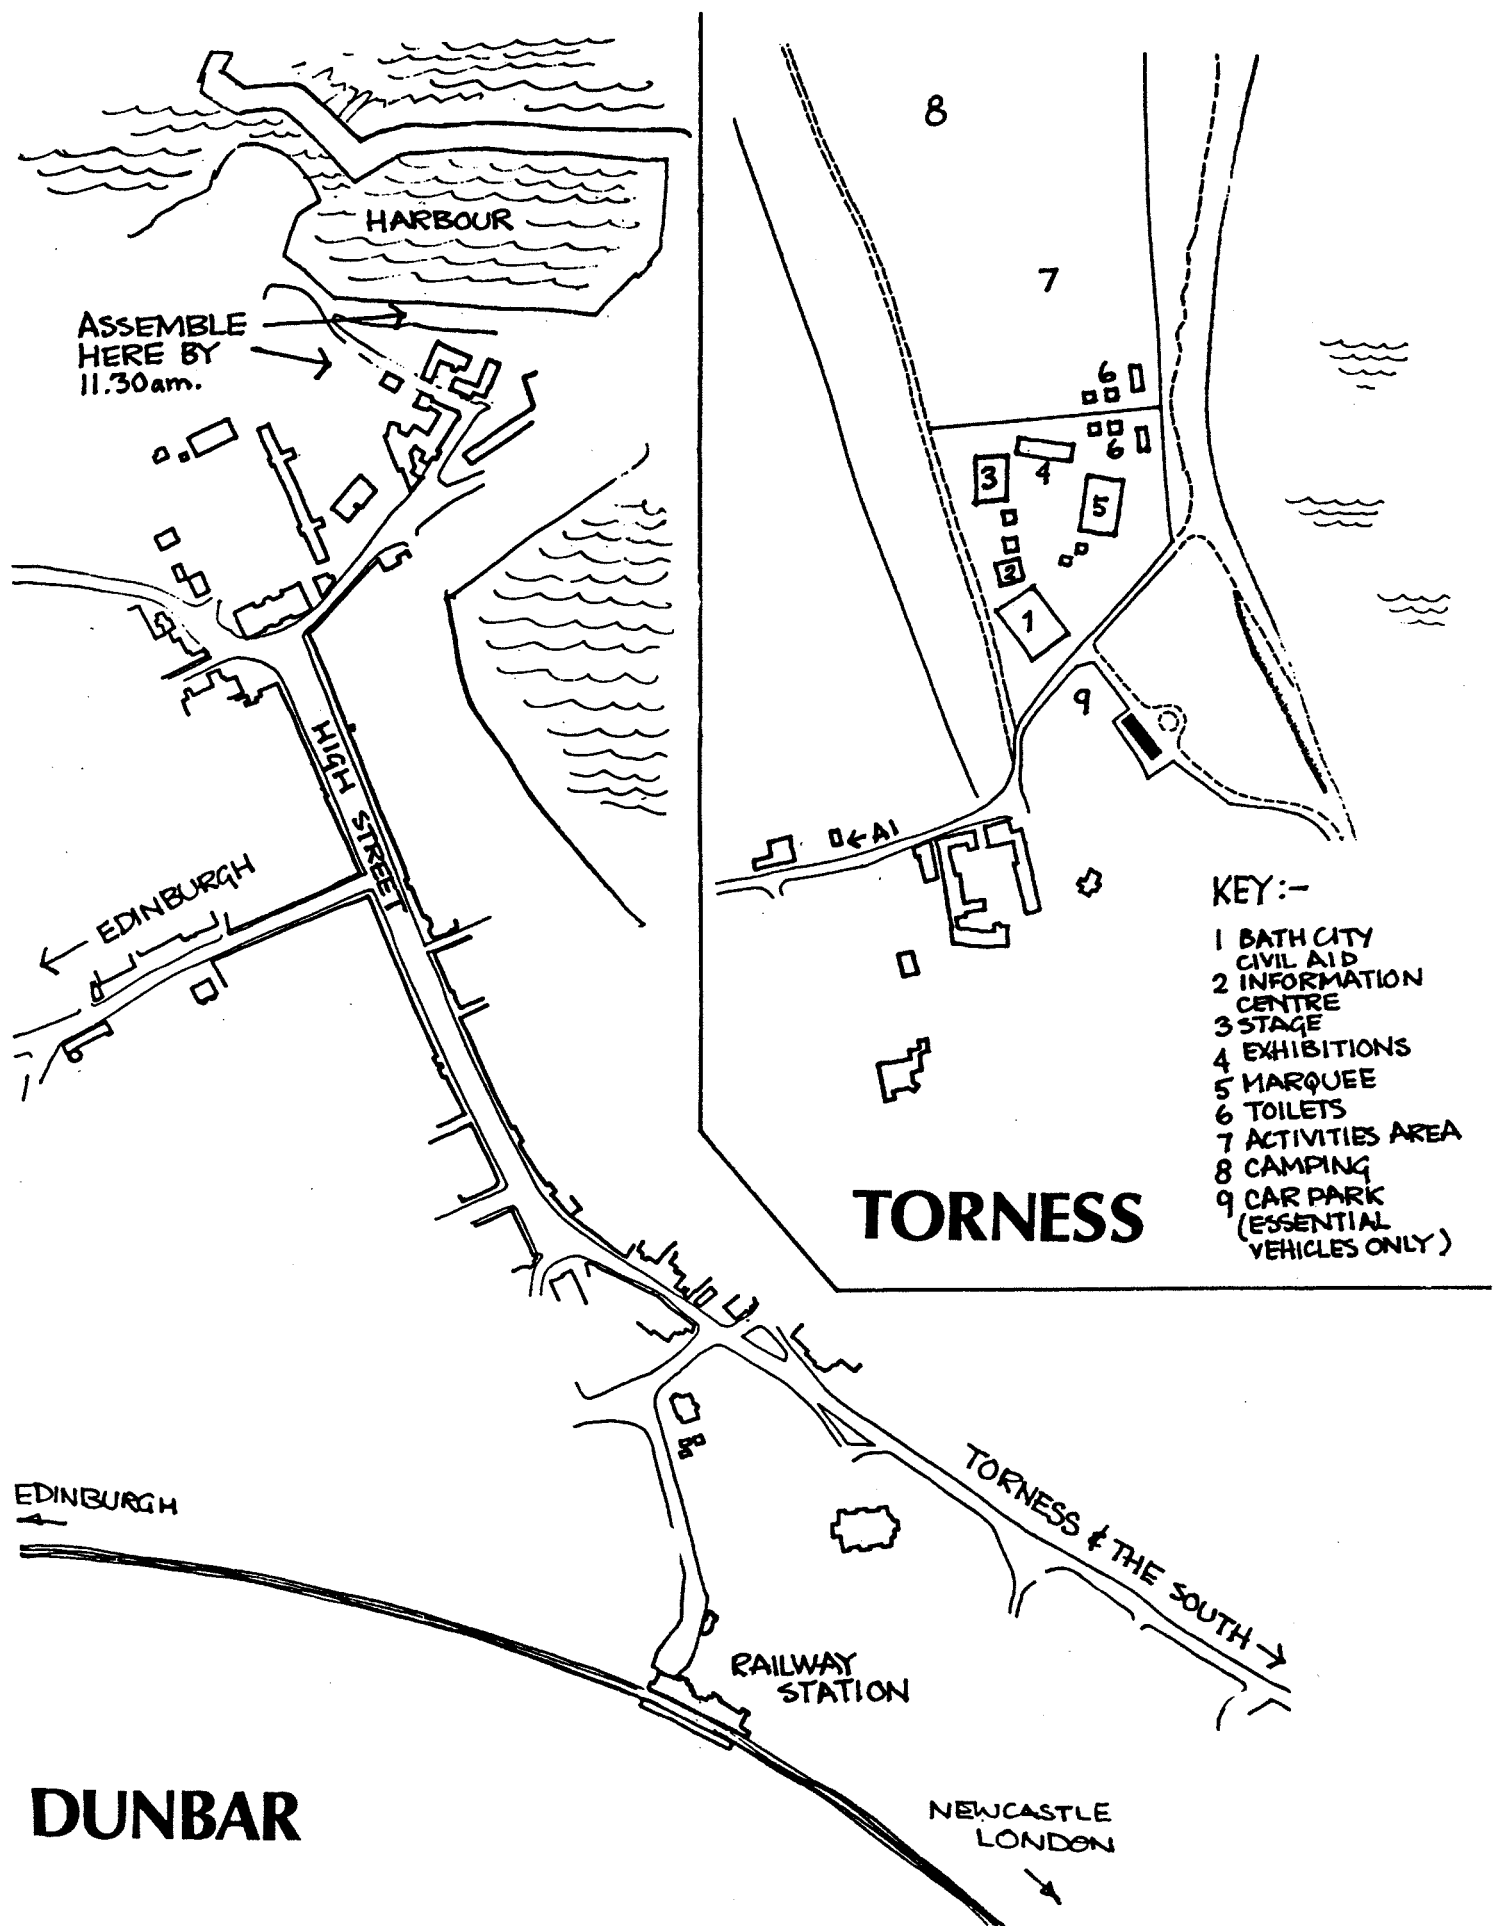 HARBOUR
ASSEMBLE
HERE BY
11.30am.
HIGH STREET
← EDINBURGH
EDINBURGH
←
TORNESS & THE SOUTH →
RAILWAY
STATION
NEWCASTLE
LONDON
DUNBAR
8
7
6
6
3
4
5
2
1
9
←A1
KEY:-
1 BATH CITY
CIVIL AID
2 INFORMATION
CENTRE
3 STAGE
4 EXHIBITIONS
5 MARQUEE
6 TOILETS
7 ACTIVITIES AREA
8 CAMPING
9 CAR PARK
(ESSENTIAL
VEHICLES ONLY)
TORNESS